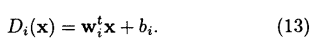 D_i(𝐱) = 𝐰_i^t 𝐱 + b_i. (13)